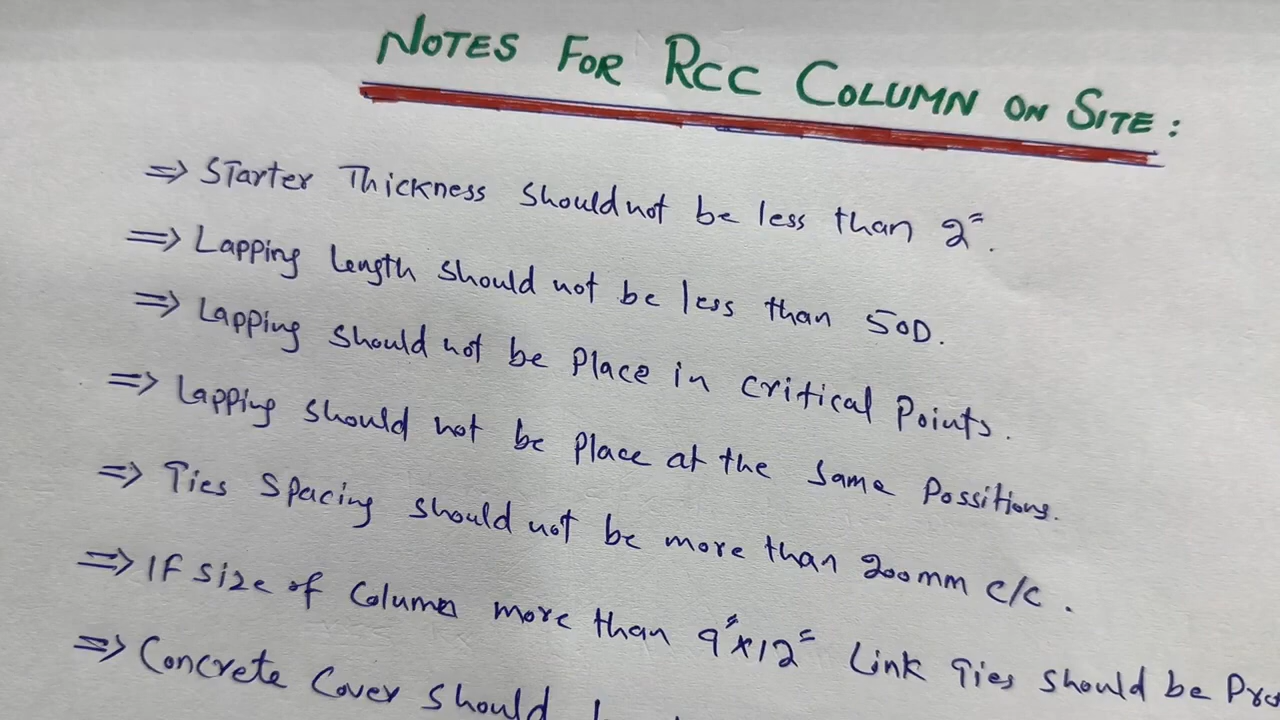 NOTES FOR RCC COLUMN ON SITE:
⇒ Starter Thickness should not be less than 2".
⇒ Lapping length should not be less than 50D.
⇒ Lapping should not be place in critical points.
⇒ Lapping should not be place at the same possitions.
⇒ Ties spacing should not be more than 200mm c/c.
⇒ IF size of column more than 9"x12" Link Ties should be Pro
⇒ Concrete Cover should